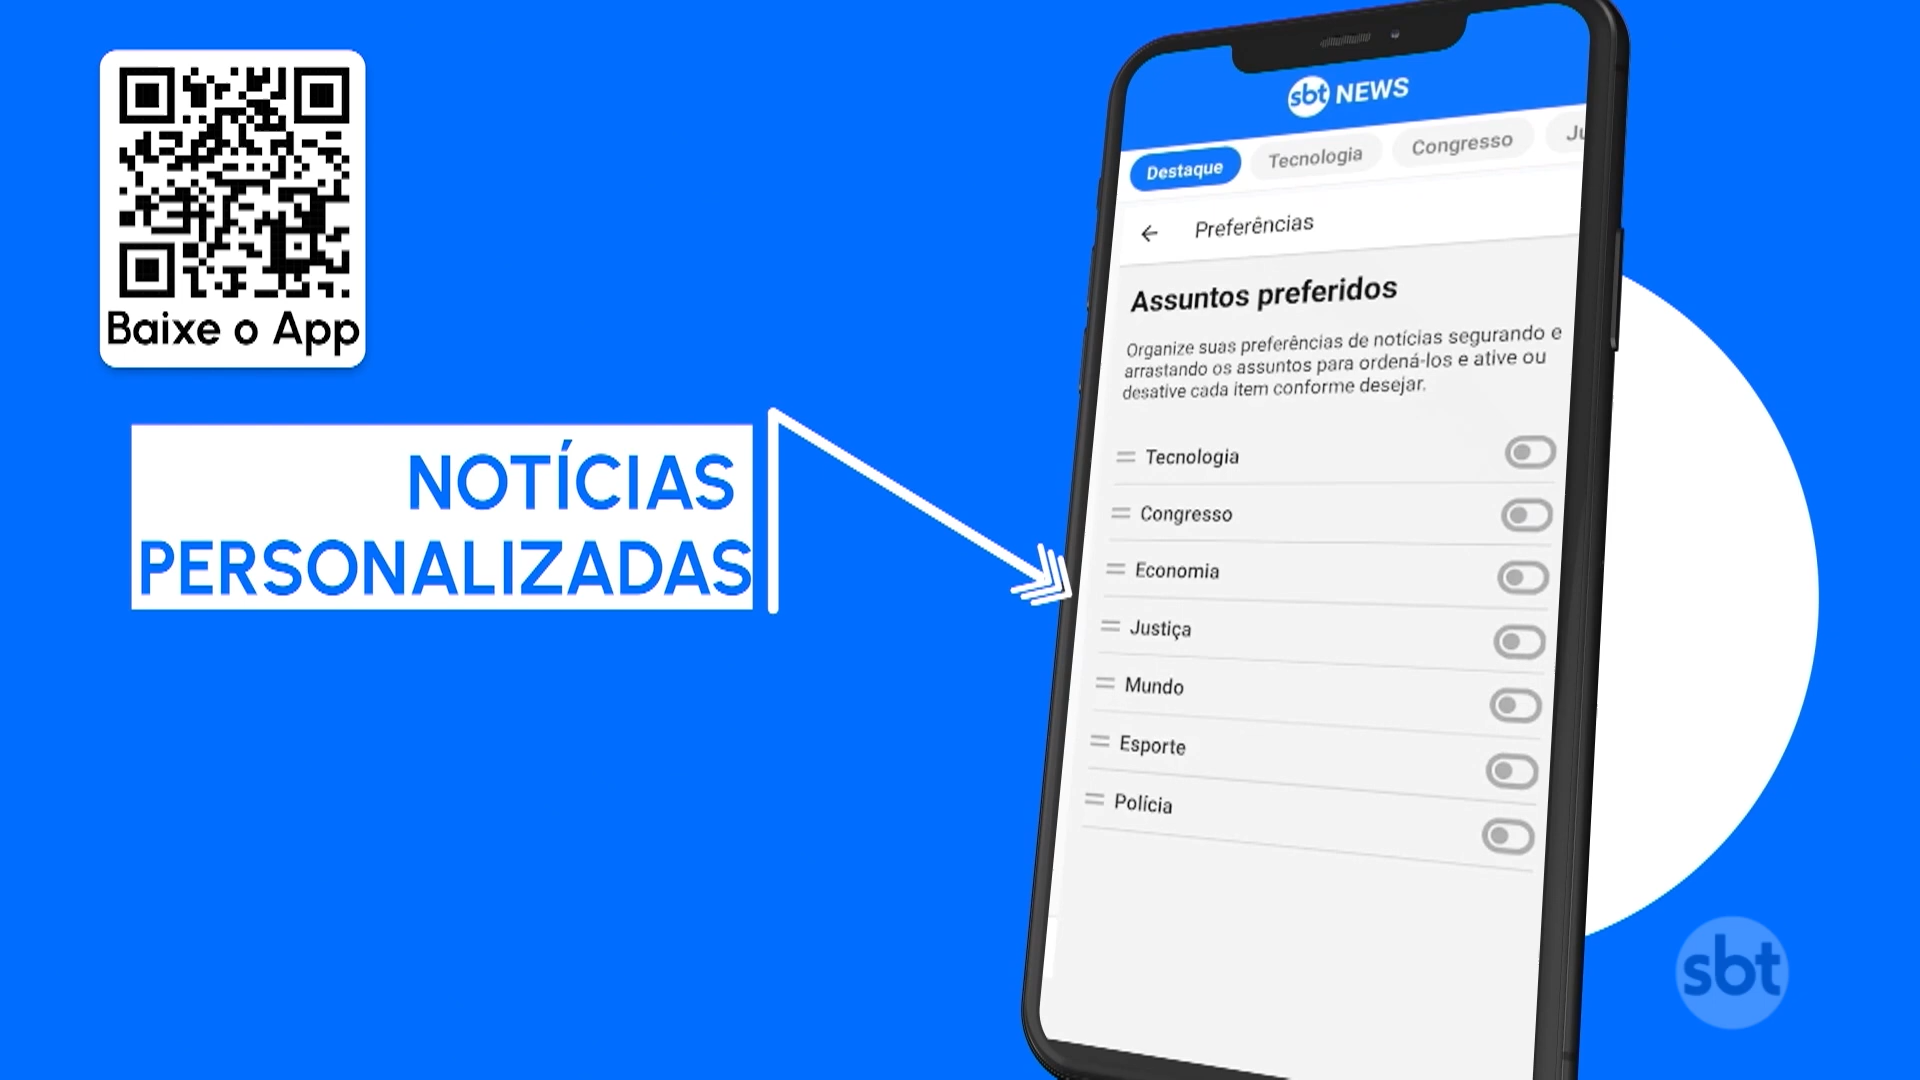 Baixe o App
NOTÍCIAS
PERSONALIZADAS
sbt NEWS
Destaque Tecnologia Congresso
Preferências
Assuntos preferidos
Organize suas preferências de notícias segurando e
arrastando os assuntos para ordená-los e ative ou
desative cada item conforme desejar.
Tecnologia
Congresso
Economia
Justiça
Mundo
Esporte
Polícia
sbt